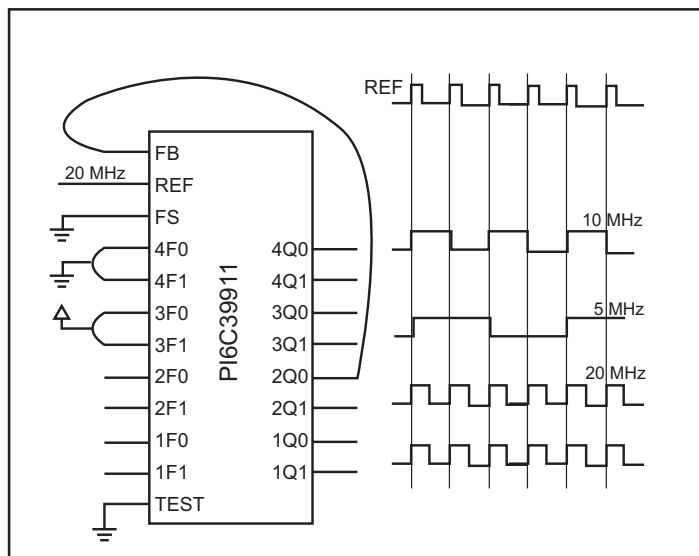 REF
FB
20 MHz
REF
FS
4F0
4F1
3F0
3F1
2F0
2F1
1F0
1F1
TEST
PI6C39911
4Q0
4Q1
3Q0
3Q1
2Q0
2Q1
1Q0
1Q1
10 MHz
5 MHz
20 MHz